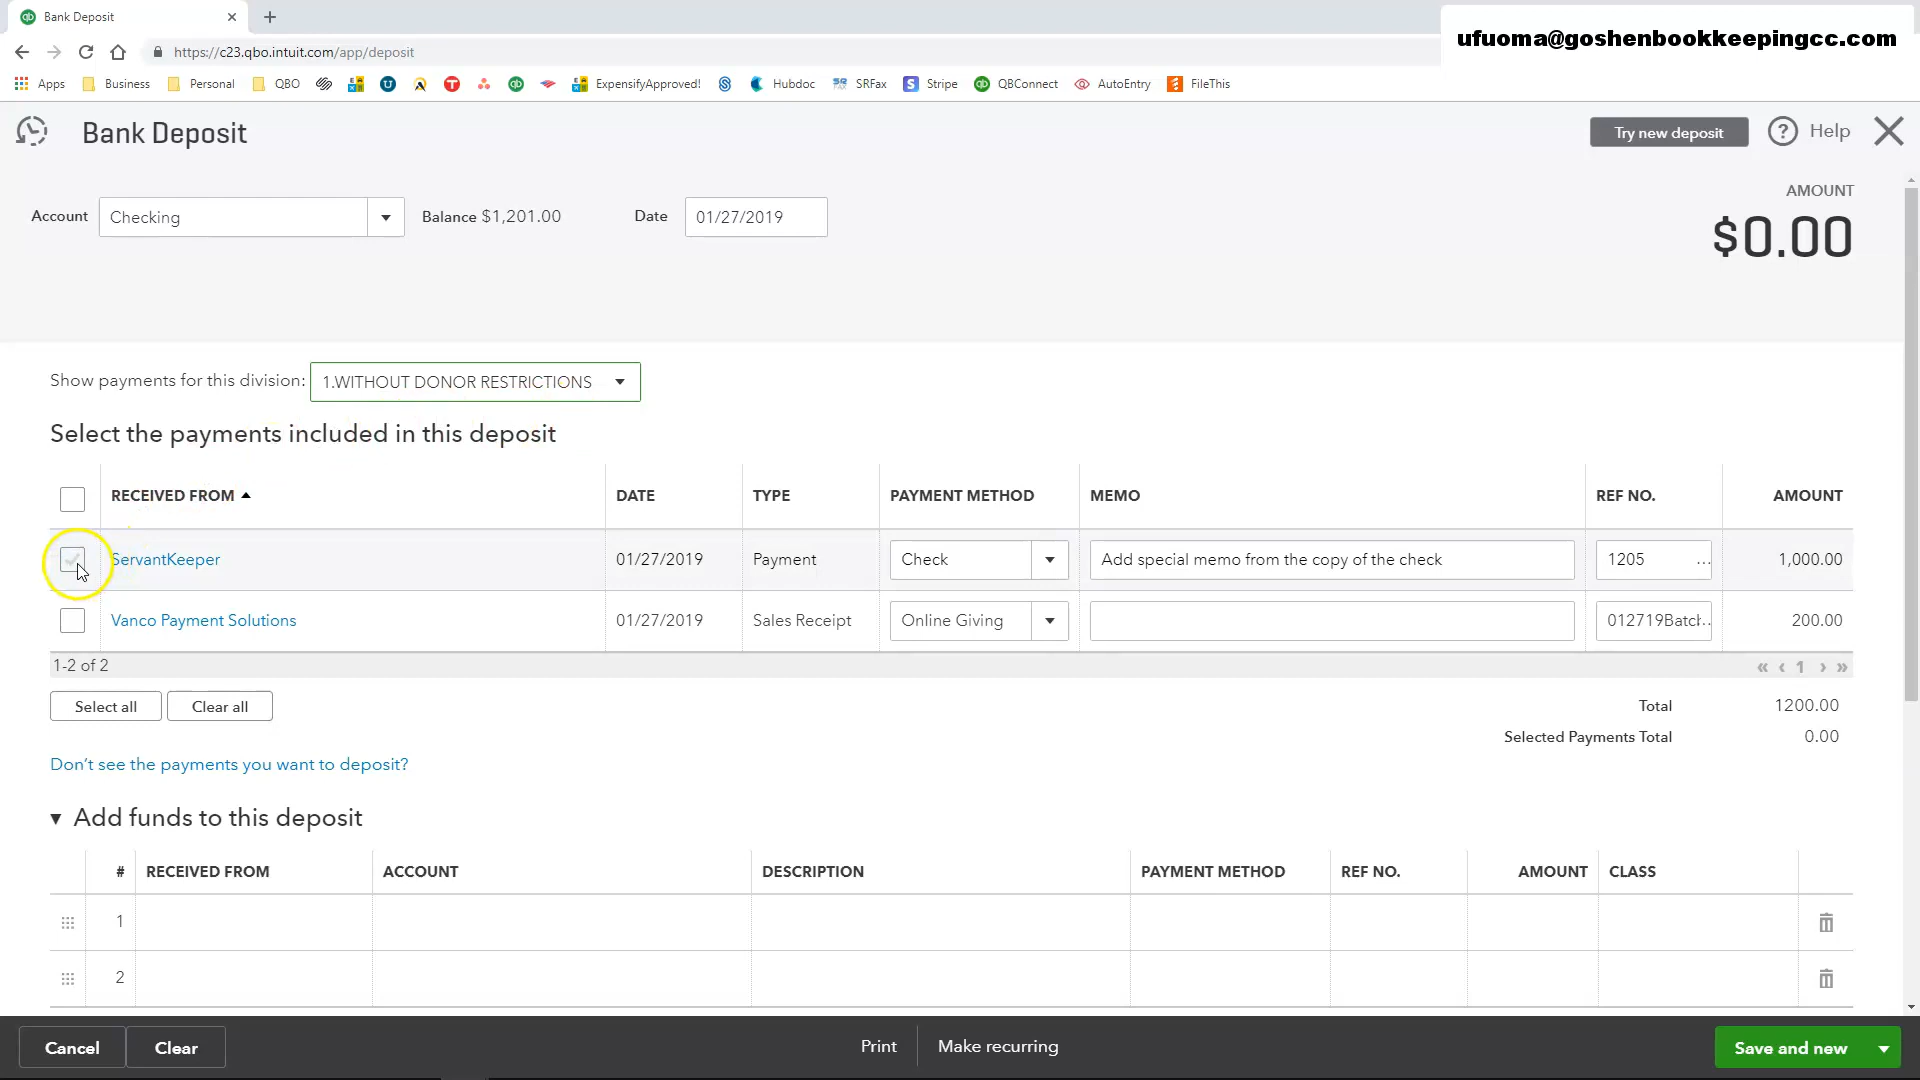 Bank Deposit
https://c23.qbo.intuit.com/app/deposit
ufuoma@goshenbookkeepingcc.com
Apps Business Personal QBO ExpensifyApproved! Hubdoc SRFax Stripe QBConnect AutoEntry FileThis
Bank Deposit
Try new deposit
Help
AMOUNT
$0.00
Account Checking Balance $1,201.00 Date 01/27/2019
Show payments for this division: 1.WITHOUT DONOR RESTRICTIONS
Select the payments included in this deposit
RECEIVED FROM DATE TYPE PAYMENT METHOD MEMO REF NO. AMOUNT
ServantKeeper 01/27/2019 Payment Check Add special memo from the copy of the check 1205 ... 1,000.00
Vanco Payment Solutions 01/27/2019 Sales Receipt Online Giving 012719Batch... 200.00
1-2 of 2
« ‹ 1 › »
Select all Clear all
Total 1200.00
Selected Payments Total 0.00
Don't see the payments you want to deposit?
Add funds to this deposit
# RECEIVED FROM ACCOUNT DESCRIPTION PAYMENT METHOD REF NO. AMOUNT CLASS
1
2
Cancel Clear Print Make recurring Save and new